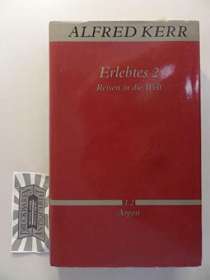 ALFRED KERR
Erlebtes 2
Reisen in die Welt
Argon